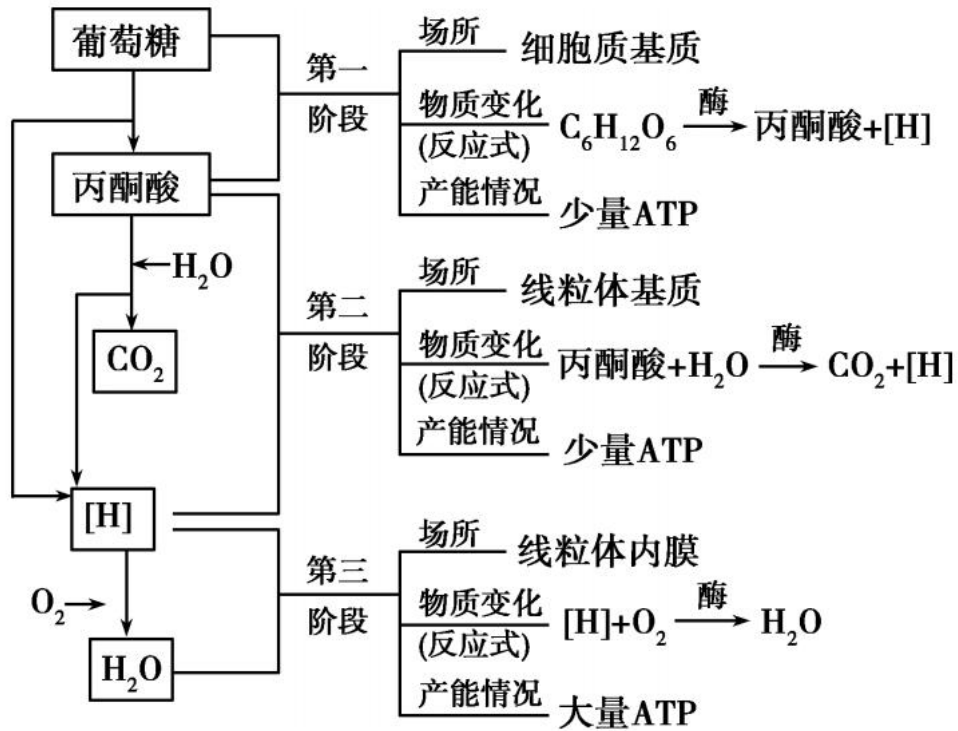 葡萄糖
丙酮酸
H₂O
CO₂
[H]
O₂
H₂O
第一
阶段
场所
细胞质基质
物质变化
(反应式)
C₆H₁₂O₆ 酶→ 丙酮酸+[H]
产能情况
少量ATP
第二
阶段
场所
线粒体基质
物质变化
(反应式)
丙酮酸+H₂O 酶→ CO₂+[H]
产能情况
少量ATP
第三
阶段
场所
线粒体内膜
物质变化
(反应式)
[H]+O₂ 酶→ H₂O
产能情况
大量ATP